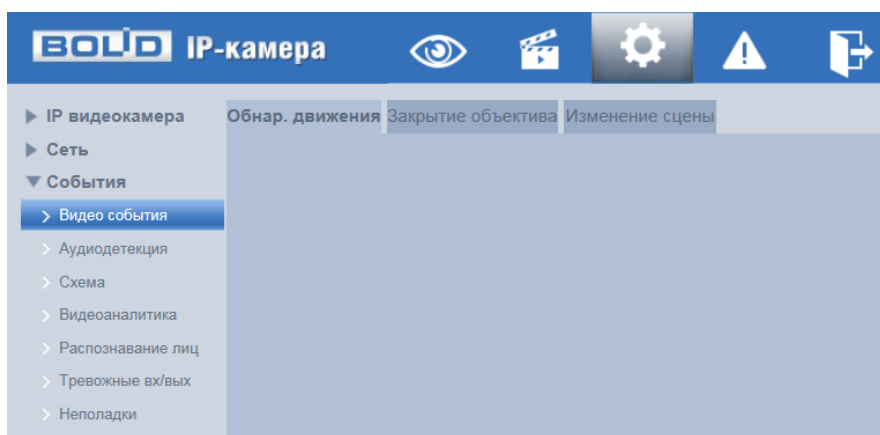 BOLID IP-камера
IP видеокамера
Обнар. движения Закрытие объектива Изменение сцены
Сеть
События
Видео события
Аудиодетекция
Схема
Видеоаналитика
Распознавание лиц
Тревожные вх/вых
Неполадки